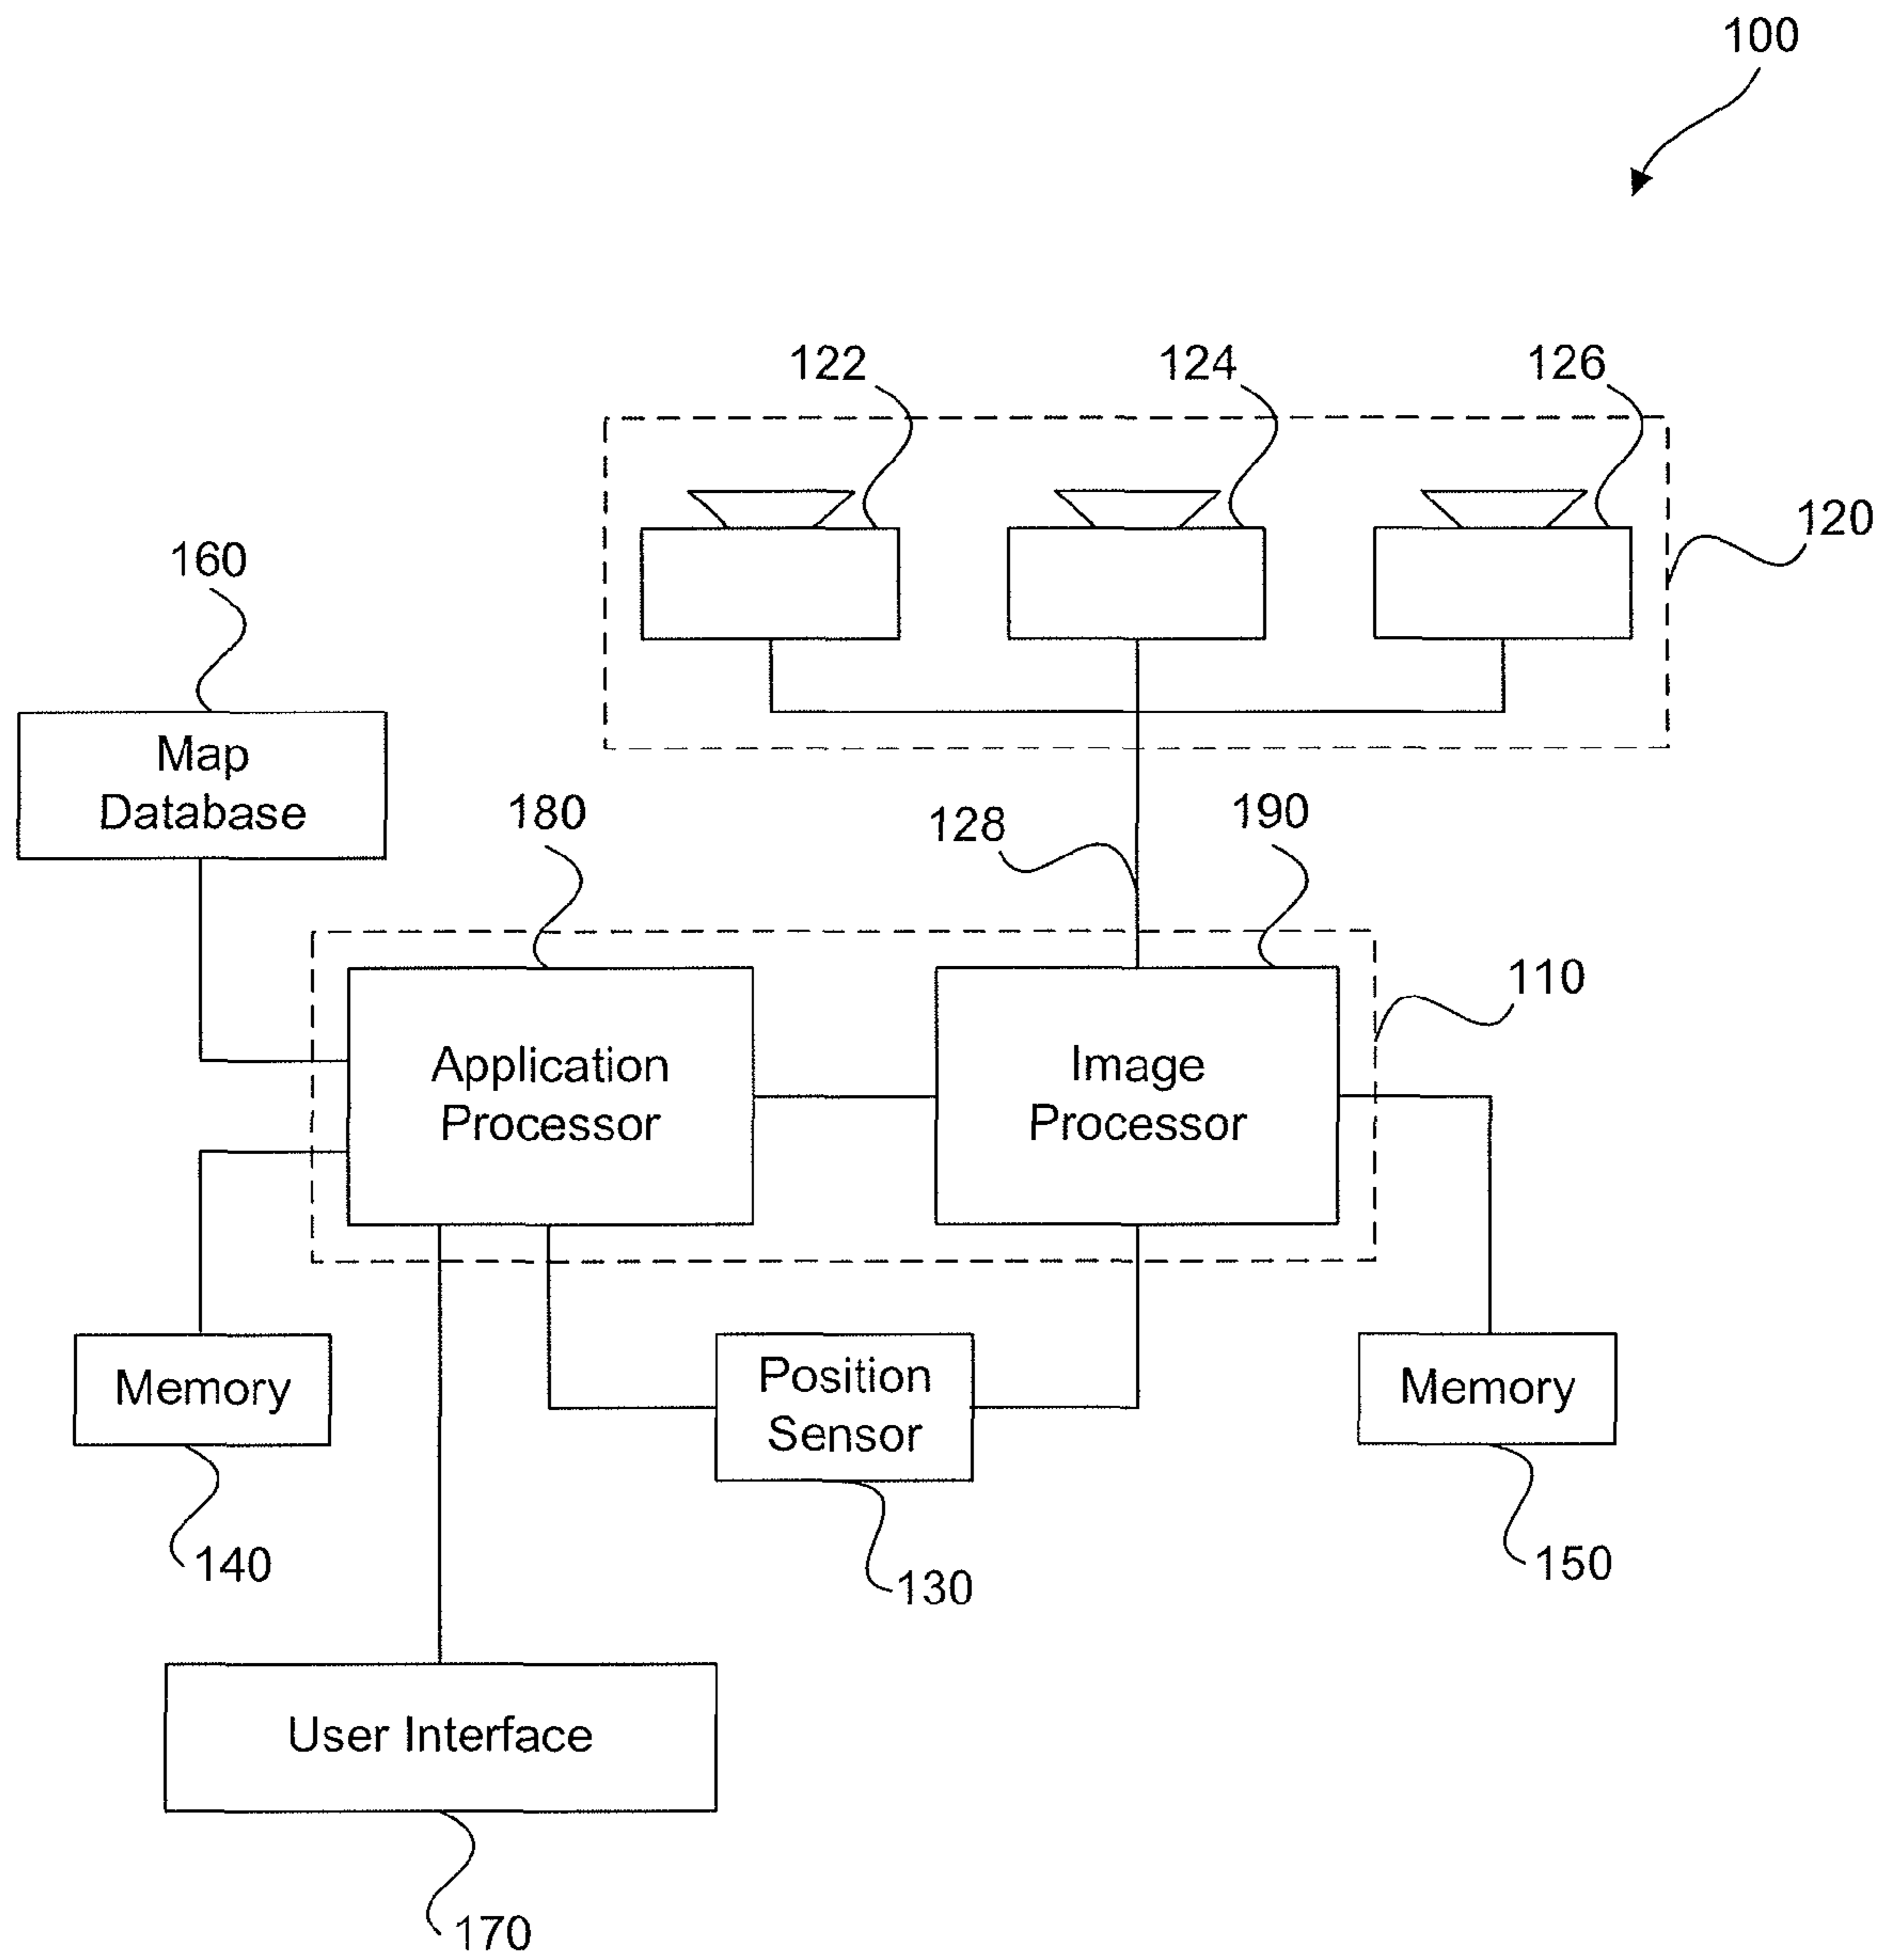 100
122
124
126
120
160
Map
Database
180
128
190
110
Application
Processor
Image
Processor
Memory
Position
Sensor
Memory
140
130
150
User Interface
170